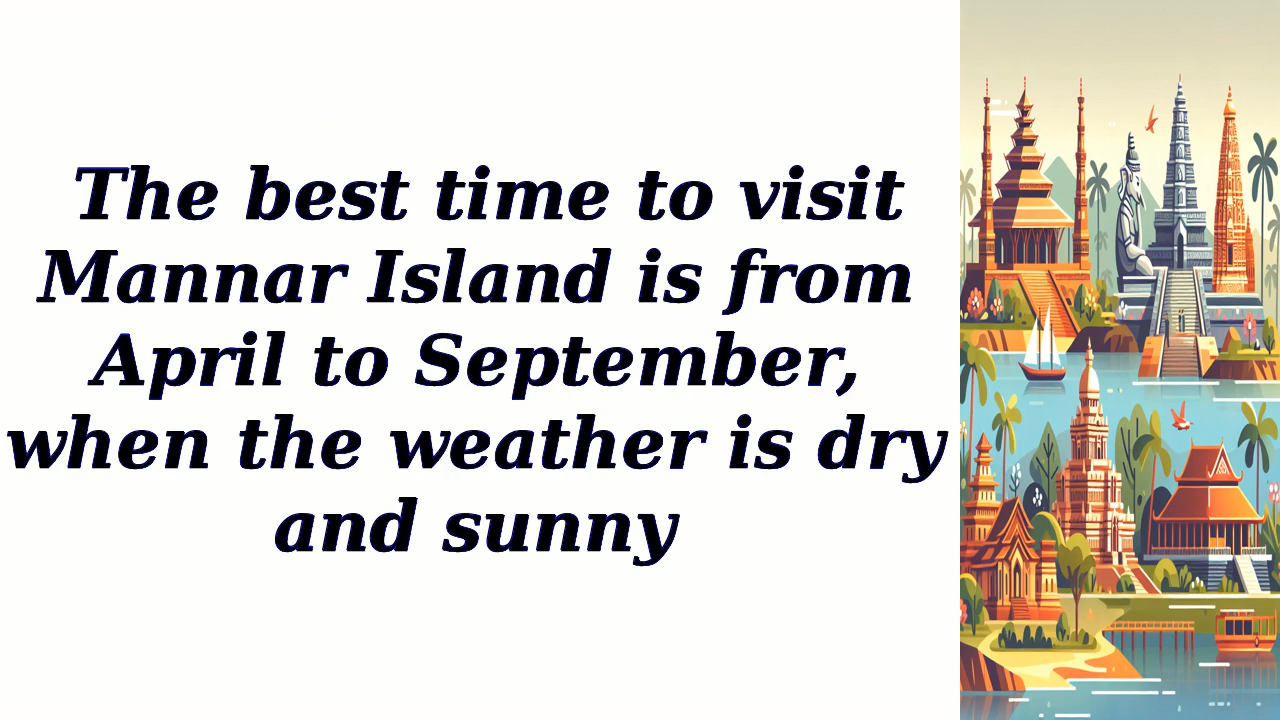 The best time to visit
Mannar Island is from
April to September,
when the weather is dry
and sunny